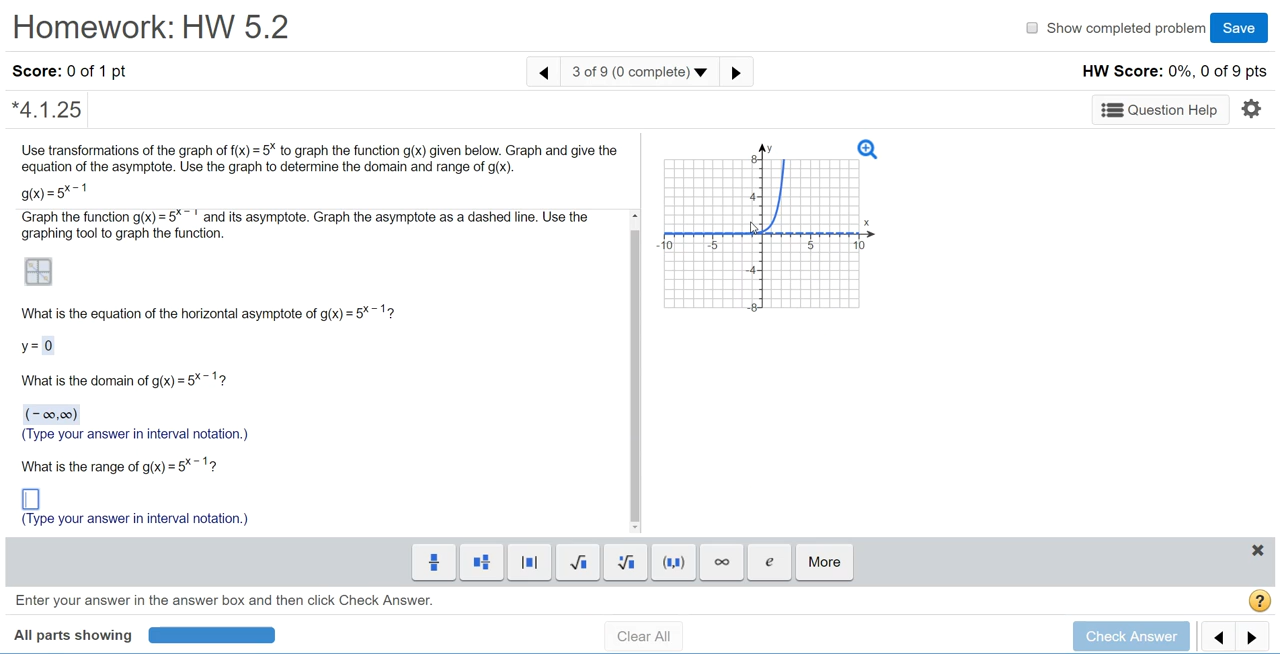 Homework: HW 5.2
Show completed problem
Save
Score: 0 of 1 pt
3 of 9 (0 complete)
HW Score: 0%, 0 of 9 pts
*4.1.25
Question Help
Use transformations of the graph of f(x) = 5^x to graph the function g(x) given below. Graph and give the
equation of the asymptote. Use the graph to determine the domain and range of g(x).
g(x) = 5^(x − 1)
Graph the function g(x) = 5^(x − 1) and its asymptote. Graph the asymptote as a dashed line. Use the
graphing tool to graph the function.
What is the equation of the horizontal asymptote of g(x) = 5^(x − 1)?
y = 0
What is the domain of g(x) = 5^(x − 1)?
(− ∞,∞)
(Type your answer in interval notation.)
What is the range of g(x) = 5^(x − 1)?
(Type your answer in interval notation.)
y
8
4
x
-10 -5 5 10
-4
-8
√
∛
(,)
∞
e
More
Enter your answer in the answer box and then click Check Answer.
?
All parts showing
Clear All
Check Answer